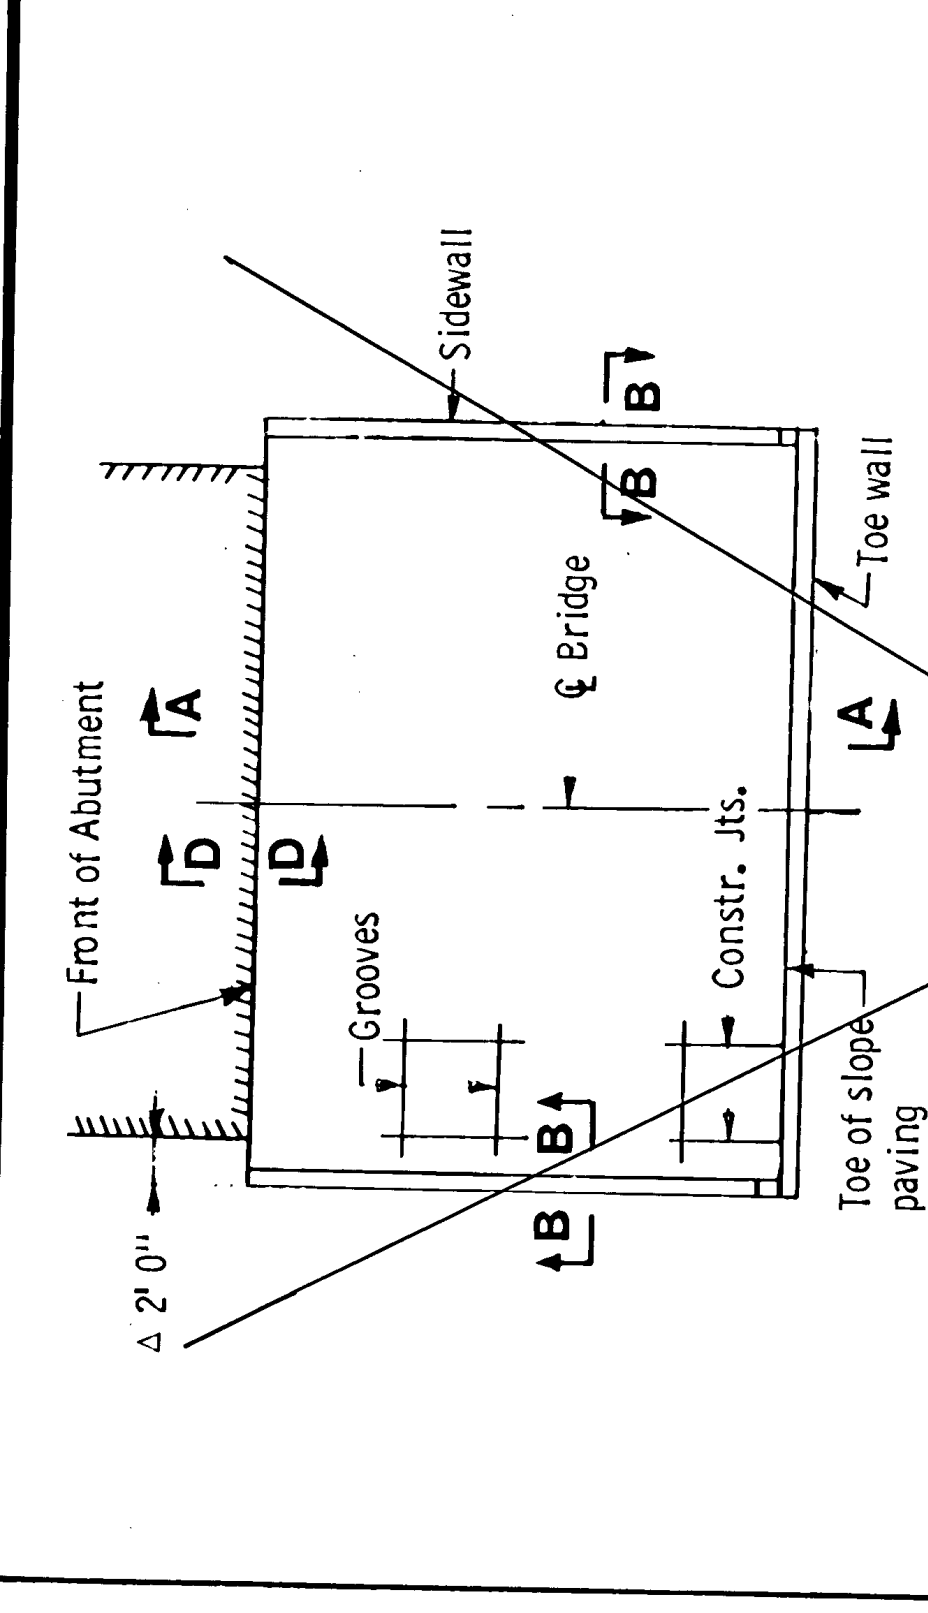 Front of Abutment
Δ 2' 0"
D
A
D
Grooves
Sidewall
B
B
B
B
℄ Bridge
Constr. Jts.
A
Toe of slope
paving
Toe wall